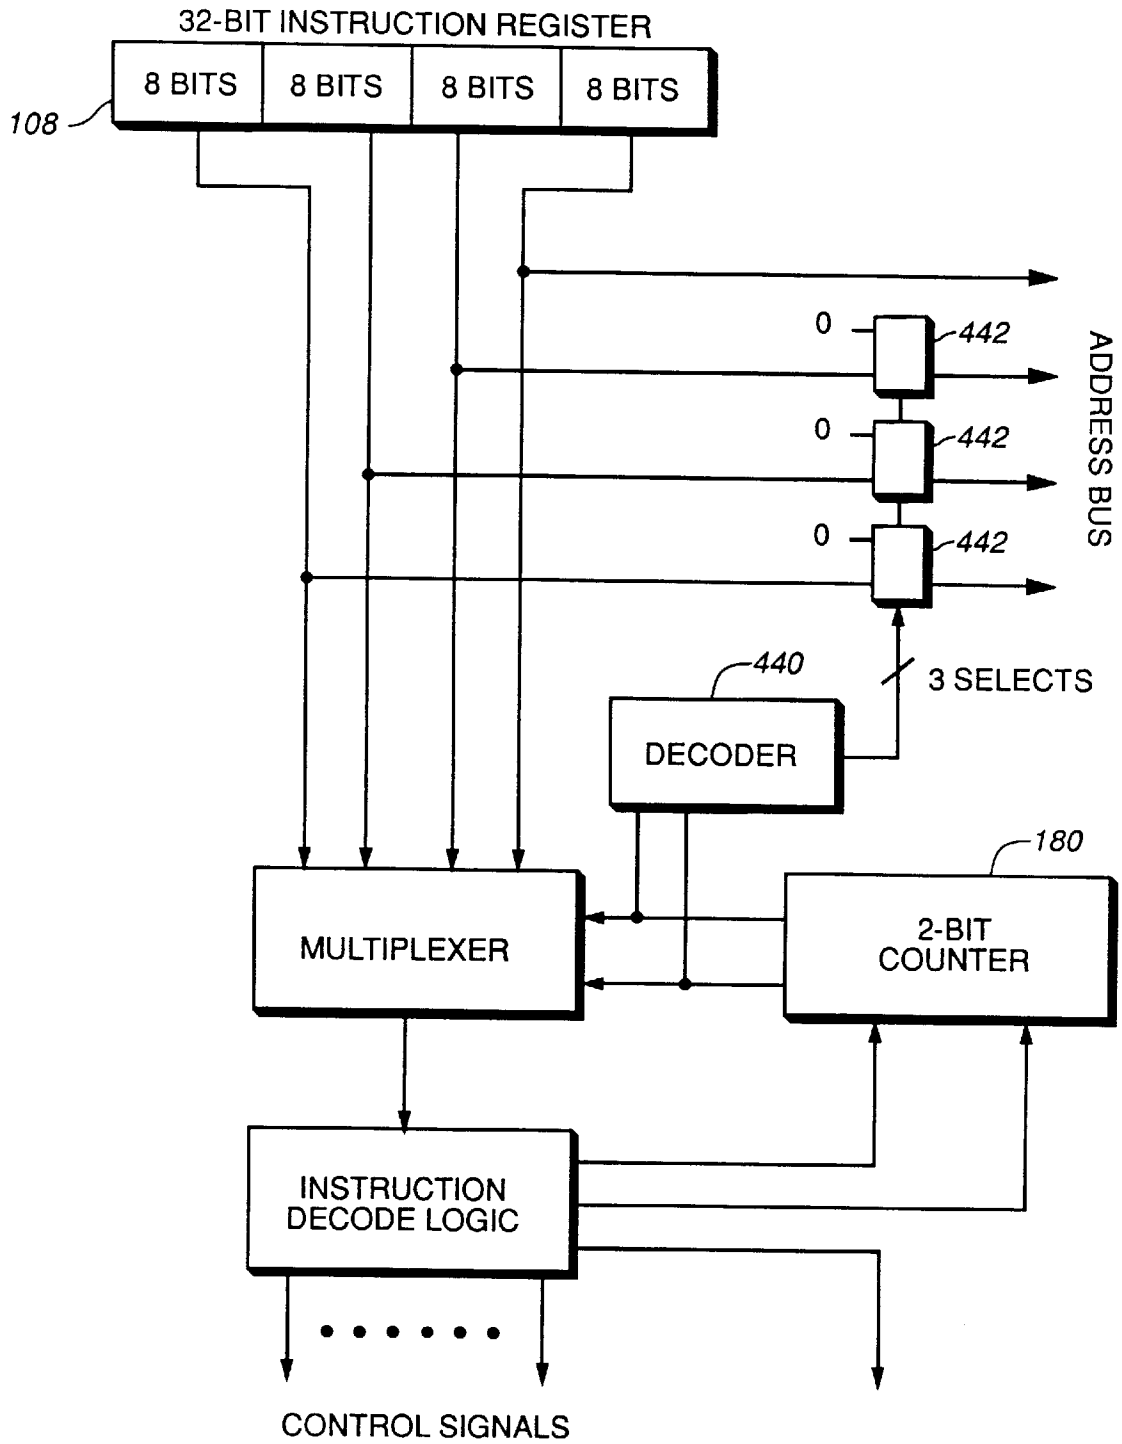 32-BIT INSTRUCTION REGISTER
8 BITS 8 BITS 8 BITS 8 BITS
108
0
442
0
442
0
442
ADDRESS BUS
3 SELECTS
440
DECODER
180
MULTIPLEXER
2-BIT
COUNTER
INSTRUCTION
DECODE LOGIC
CONTROL SIGNALS